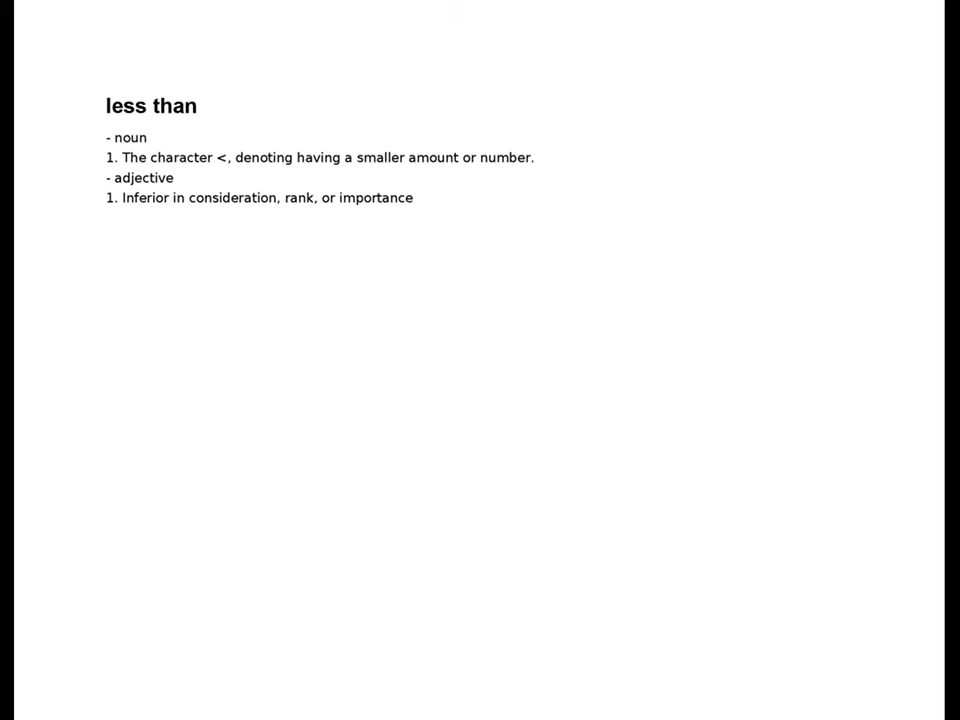 less than
- noun
1. The character <, denoting having a smaller amount or number.
- adjective
1. Inferior in consideration, rank, or importance